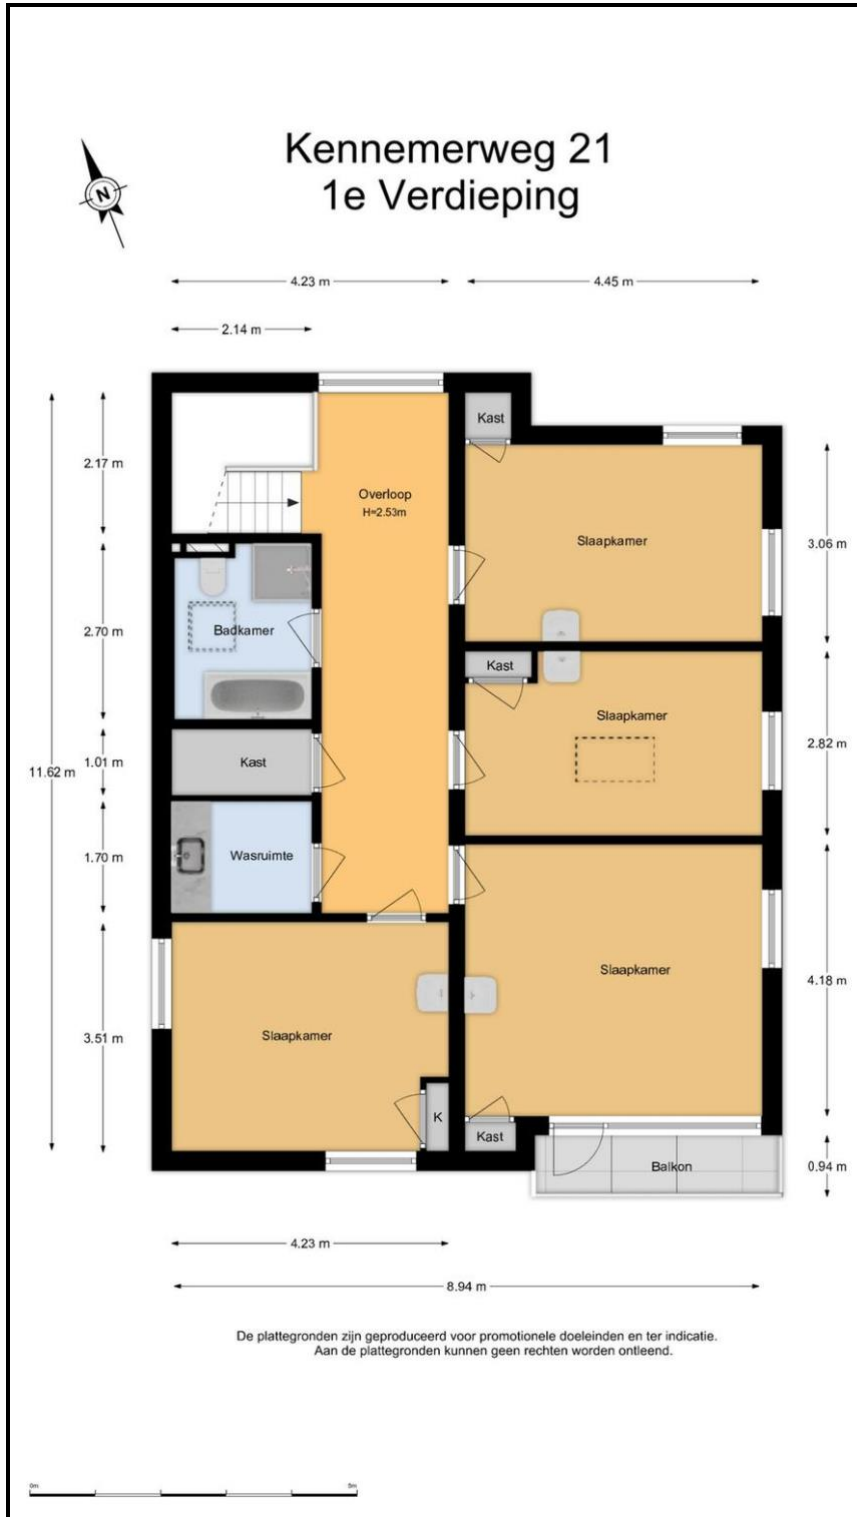 Kennemerweg 21
1e Verdieping
N
4.23 m
4.45 m
2.14 m
Kast
2.17 m
Overloop
H=2.53m
Slaapkamer
3.06 m
2.70 m
Badkamer
Kast
Slaapkamer
2.82 m
11.62 m
1.01 m
Kast
1.70 m
Wasruimte
Slaapkamer
4.18 m
3.51 m
Slaapkamer
K
Kast
Balkon
0.94 m
4.23 m
8.94 m
De plattegronden zijn geproduceerd voor promotionele doeleinden en ter indicatie.
Aan de plattegronden kunnen geen rechten worden ontleend.
0m
5m